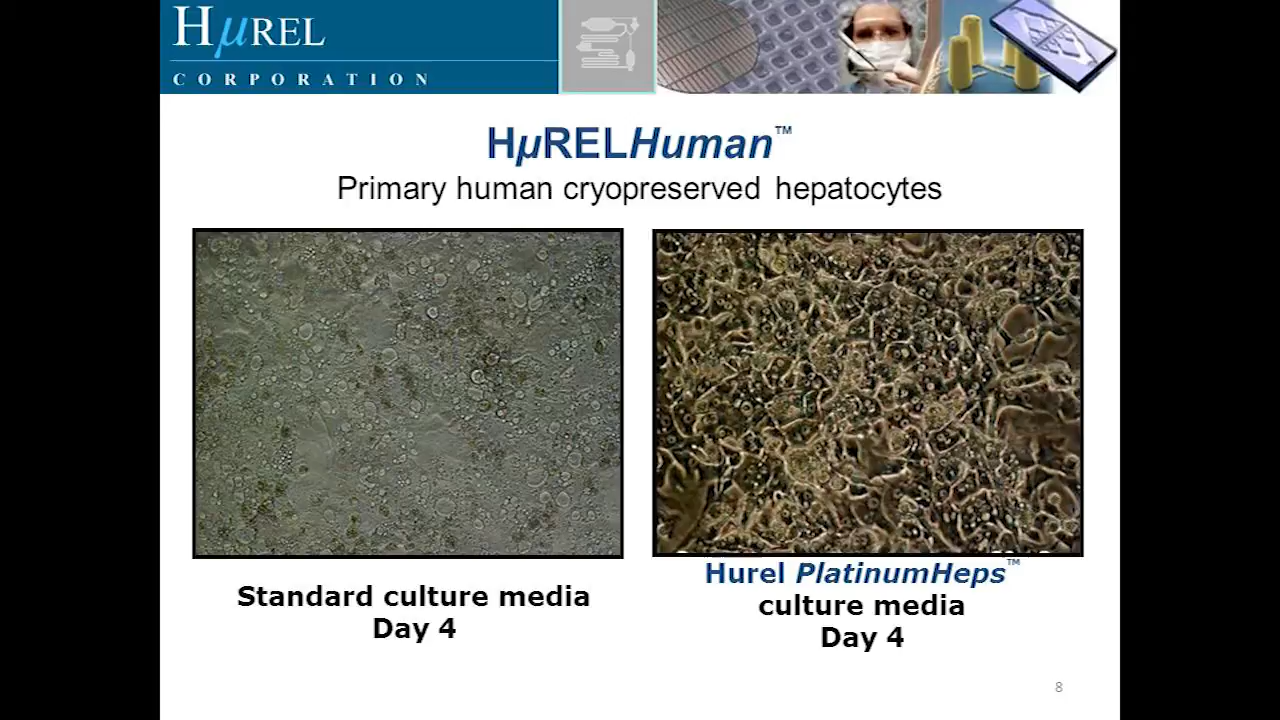 HμREL
CORPORATION
HμRELHuman™
Primary human cryopreserved hepatocytes
Standard culture media
Day 4
Hurel PlatinumHeps™
culture media
Day 4
8